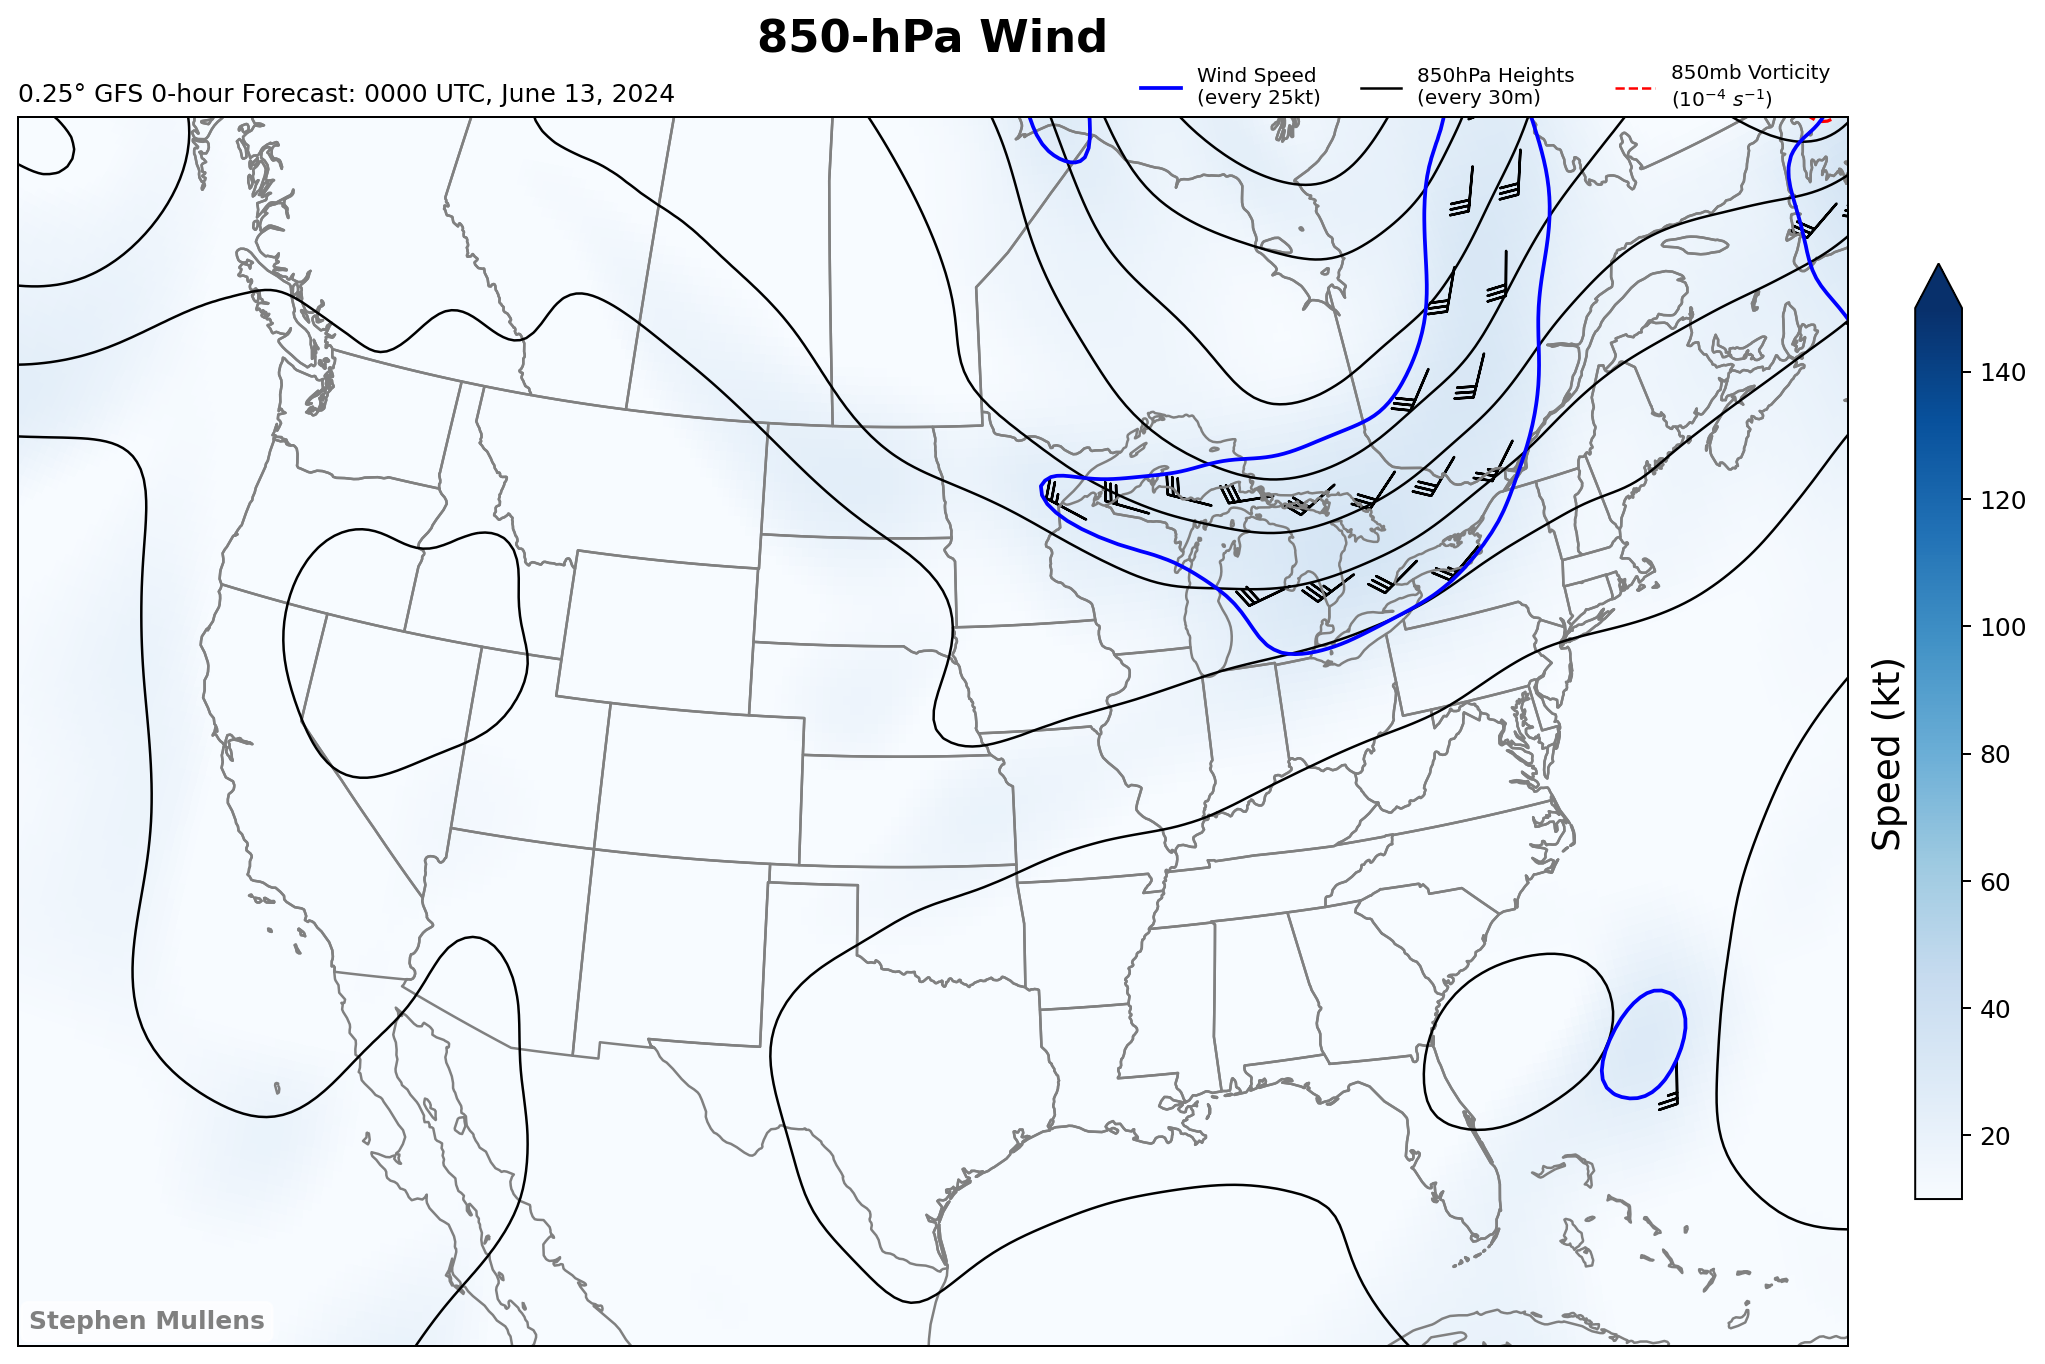 850-hPa Wind
0.25° GFS 0-hour Forecast: 0000 UTC, June 13, 2024
Wind Speed
(every 25kt)
850hPa Heights
(every 30m)
850mb Vorticity
(10⁻⁴ s⁻¹)
140
120
100
80
60
40
20
Speed (kt)
Stephen Mullens